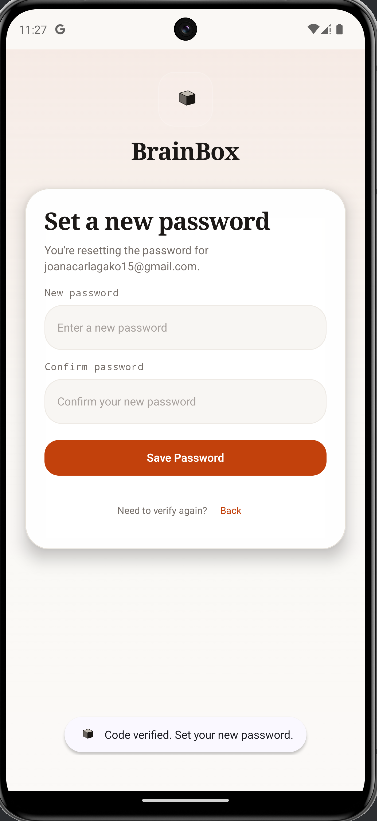 11:27 G
BrainBox
Set a new password
You're resetting the password for
joanacarlagako15@gmail.com.
New password
Enter a new password
Confirm password
Confirm your new password
Save Password
Need to verify again? Back
Code verified. Set your new password.